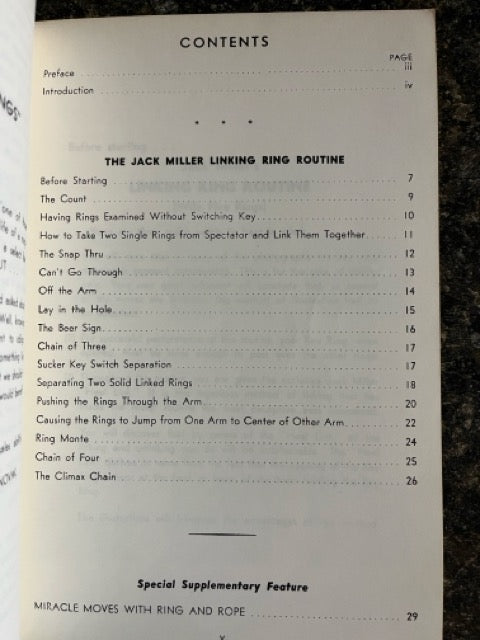 CONTENTS
PAGE
Preface iii
Introduction iv
* * *
THE JACK MILLER LINKING RING ROUTINE
Before Starting 7
The Count 9
Having Rings Examined Without Switching Key 10
How to Take Two Single Rings from Spectator and Link Them Together 11
The Snap Thru 12
Can't Go Through 13
Off the Arm 14
Lay in the Hole 15
The Beer Sign 16
Chain of Three 17
Sucker Key Switch Separation 17
Separating Two Solid Linked Rings 18
Pushing the Rings Through the Arm 20
Causing the Rings to Jump from One Arm to Center of Other Arm 22
Ring Monte 24
Chain of Four 25
The Climax Chain 26
Special Supplementary Feature
MIRACLE MOVES WITH RING AND ROPE 29
v